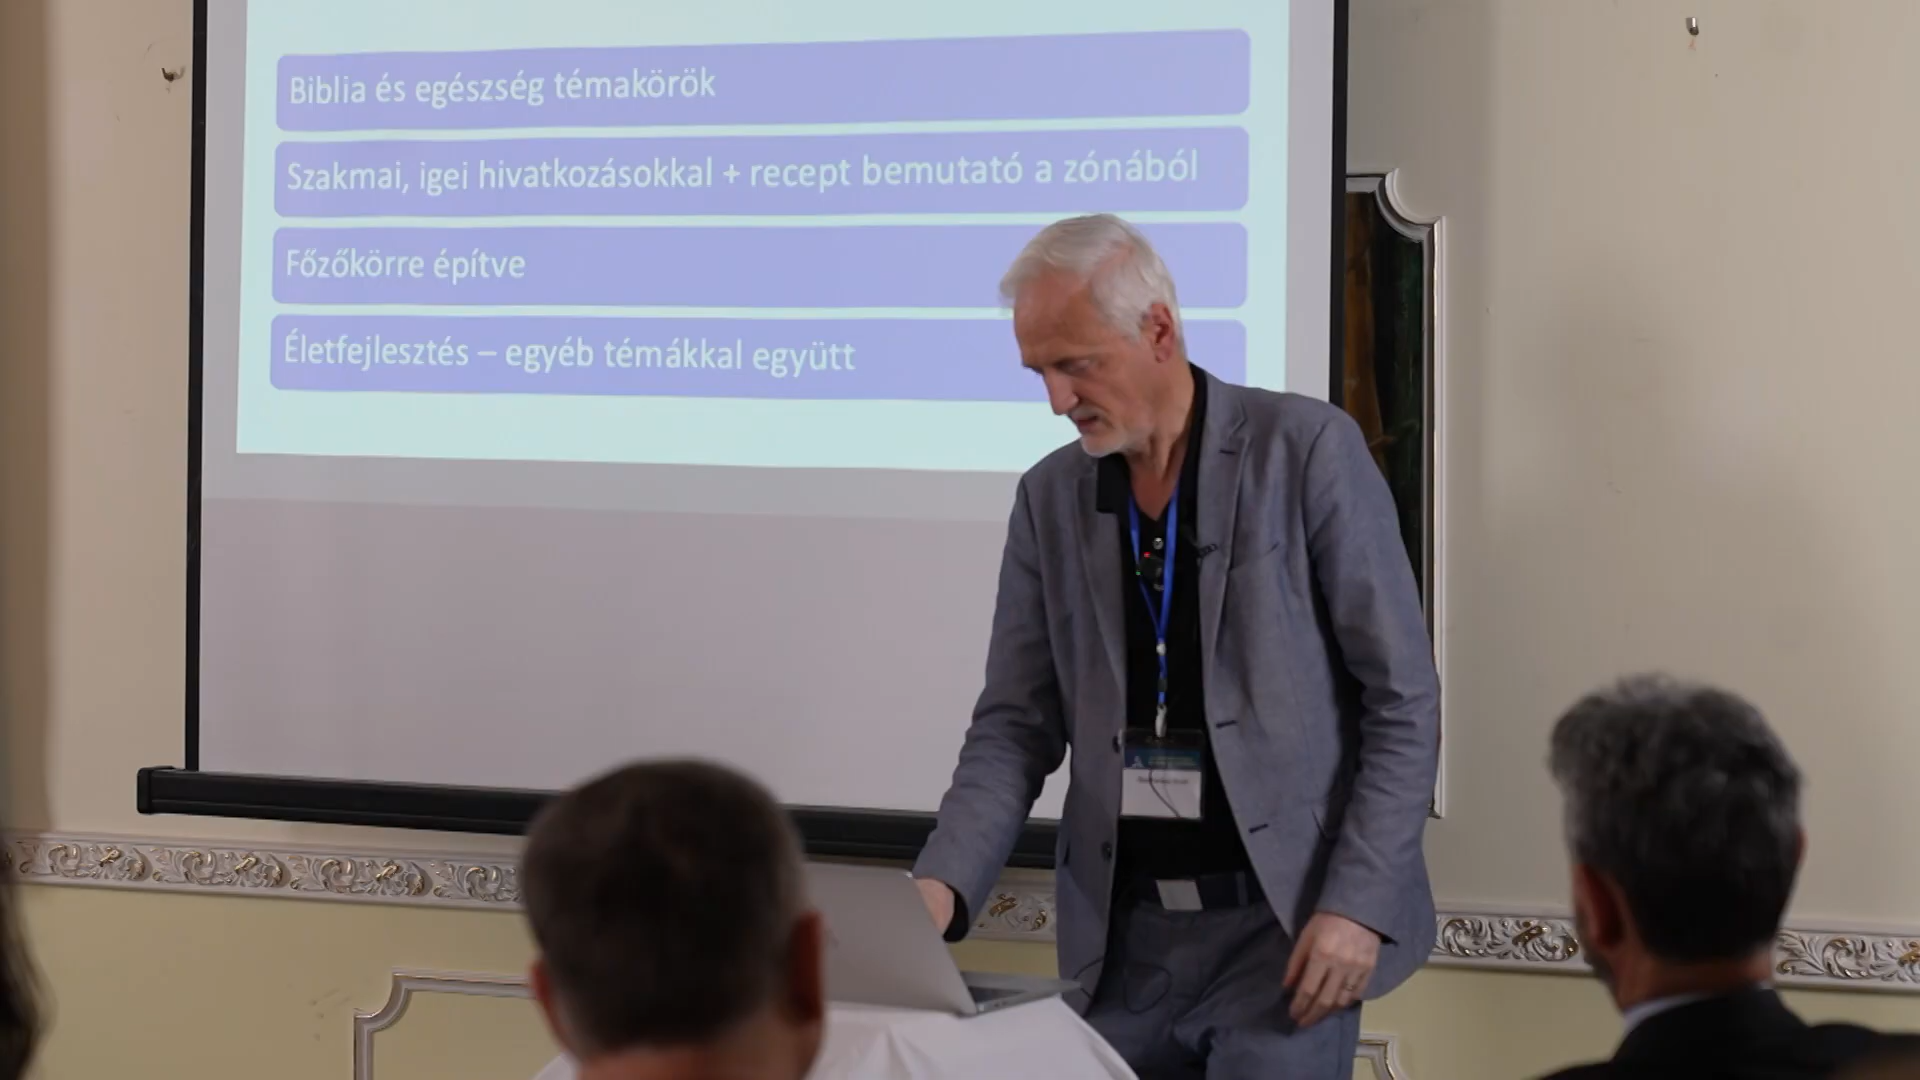 Biblia és egészség témakörök
Szakmai, igei hivatkozásokkal + recept bemutató a zónából
Főzőkörre építve
Életfejlesztés – egyéb témákkal együtt